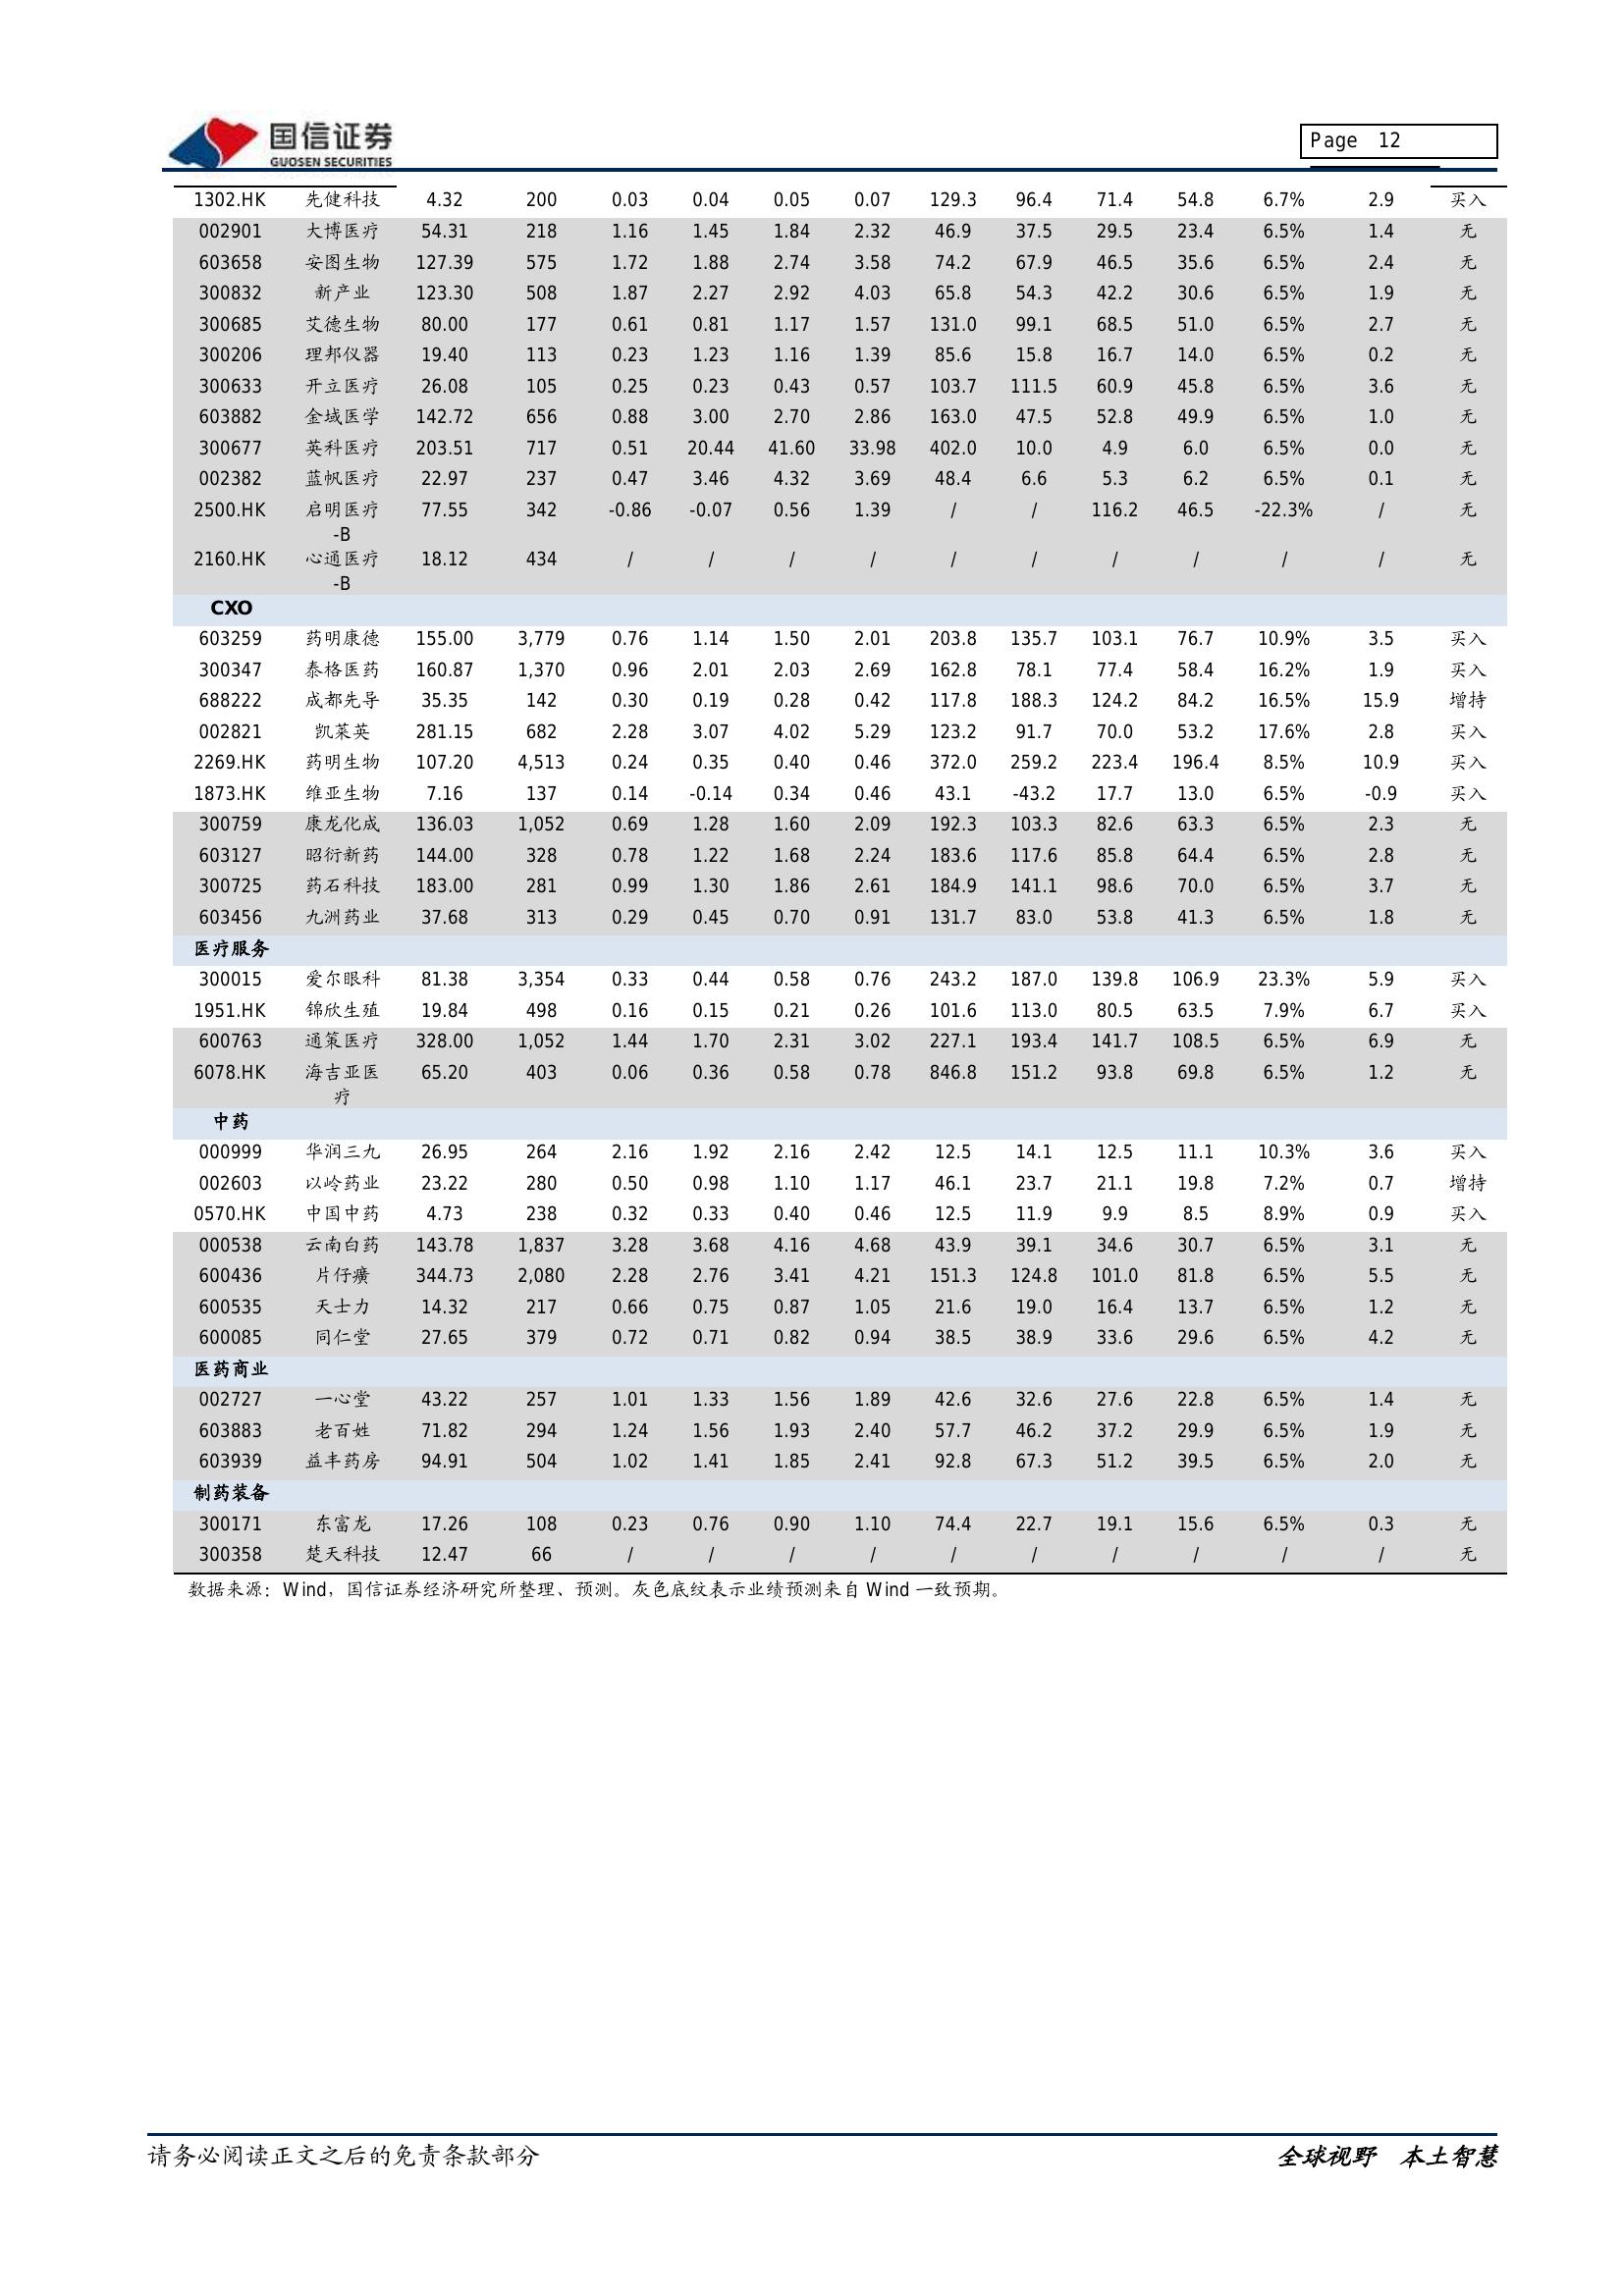 国信证券
GUOSEN SECURITIES
Page 12
1302.HK 先健科技 4.32 200 0.03 0.04 0.05 0.07 129.3 96.4 71.4 54.8 6.7% 2.9 买入
002901 大博医疗 54.31 218 1.16 1.45 1.84 2.32 46.9 37.5 29.5 23.4 6.5% 1.4 无
603658 安图生物 127.39 575 1.72 1.88 2.74 3.58 74.2 67.9 46.5 35.6 6.5% 2.4 无
300832 新产业 123.30 508 1.87 2.27 2.92 4.03 65.8 54.3 42.2 30.6 6.5% 1.9 无
300685 艾德生物 80.00 177 0.61 0.81 1.17 1.57 131.0 99.1 68.5 51.0 6.5% 2.7 无
300206 理邦仪器 19.40 113 0.23 1.23 1.16 1.39 85.6 15.8 16.7 14.0 6.5% 0.2 无
300633 开立医疗 26.08 105 0.25 0.23 0.43 0.57 103.7 111.5 60.9 45.8 6.5% 3.6 无
603882 金域医学 142.72 656 0.88 3.00 2.70 2.86 163.0 47.5 52.8 49.9 6.5% 1.0 无
300677 英科医疗 203.51 717 0.51 20.44 41.60 33.98 402.0 10.0 4.9 6.0 6.5% 0.0 无
002382 蓝帆医疗 22.97 237 0.47 3.46 4.32 3.69 48.4 6.6 5.3 6.2 6.5% 0.1 无
2500.HK 启明医疗 77.55 342 -0.86 -0.07 0.56 1.39 / / 116.2 46.5 -22.3% / 无
-B
2160.HK 心通医疗 18.12 434 / / / / / / / / / / 无
-B
CXO
603259 药明康德 155.00 3,779 0.76 1.14 1.50 2.01 203.8 135.7 103.1 76.7 10.9% 3.5 买入
300347 泰格医药 160.87 1,370 0.96 2.01 2.03 2.69 162.8 78.1 77.4 58.4 16.2% 1.9 买入
688222 成都先导 35.35 142 0.30 0.19 0.28 0.42 117.8 188.3 124.2 84.2 16.5% 15.9 增持
002821 凯莱英 281.15 682 2.28 3.07 4.02 5.29 123.2 91.7 70.0 53.2 17.6% 2.8 买入
2269.HK 药明生物 107.20 4,513 0.24 0.35 0.40 0.46 372.0 259.2 223.4 196.4 8.5% 10.9 买入
1873.HK 维亚生物 7.16 137 0.14 -0.14 0.34 0.46 43.1 -43.2 17.7 13.0 6.5% -0.9 买入
300759 康龙化成 136.03 1,052 0.69 1.28 1.60 2.09 192.3 103.3 82.6 63.3 6.5% 2.3 无
603127 昭衍新药 144.00 328 0.78 1.22 1.68 2.24 183.6 117.6 85.8 64.4 6.5% 2.8 无
300725 药石科技 183.00 281 0.99 1.30 1.86 2.61 184.9 141.1 98.6 70.0 6.5% 3.7 无
603456 九洲药业 37.68 313 0.29 0.45 0.70 0.91 131.7 83.0 53.8 41.3 6.5% 1.8 无
医疗服务
300015 爱尔眼科 81.38 3,354 0.33 0.44 0.58 0.76 243.2 187.0 139.8 106.9 23.3% 5.9 买入
1951.HK 锦欣生殖 19.84 498 0.16 0.15 0.21 0.26 101.6 113.0 80.5 63.5 7.9% 6.7 买入
600763 通策医疗 328.00 1,052 1.44 1.70 2.31 3.02 227.1 193.4 141.7 108.5 6.5% 6.9 无
6078.HK 海吉亚医 65.20 403 0.06 0.36 0.58 0.78 846.8 151.2 93.8 69.8 6.5% 1.2 无
疗
中药
000999 华润三九 26.95 264 2.16 1.92 2.16 2.42 12.5 14.1 12.5 11.1 10.3% 3.6 买入
002603 以岭药业 23.22 280 0.50 0.98 1.10 1.17 46.1 23.7 21.1 19.8 7.2% 0.7 增持
0570.HK 中国中药 4.73 238 0.32 0.33 0.40 0.46 12.5 11.9 9.9 8.5 8.9% 0.9 买入
000538 云南白药 143.78 1,837 3.28 3.68 4.16 4.68 43.9 39.1 34.6 30.7 6.5% 3.1 无
600436 片仔癀 344.73 2,080 2.28 2.76 3.41 4.21 151.3 124.8 101.0 81.8 6.5% 5.5 无
600535 天士力 14.32 217 0.66 0.75 0.87 1.05 21.6 19.0 16.4 13.7 6.5% 1.2 无
600085 同仁堂 27.65 379 0.72 0.71 0.82 0.94 38.5 38.9 33.6 29.6 6.5% 4.2 无
医药商业
002727 一心堂 43.22 257 1.01 1.33 1.56 1.89 42.6 32.6 27.6 22.8 6.5% 1.4 无
603883 老百姓 71.82 294 1.24 1.56 1.93 2.40 57.7 46.2 37.2 29.9 6.5% 1.9 无
603939 益丰药房 94.91 504 1.02 1.41 1.85 2.41 92.8 67.3 51.2 39.5 6.5% 2.0 无
制药装备
300171 东富龙 17.26 108 0.23 0.76 0.90 1.10 74.4 22.7 19.1 15.6 6.5% 0.3 无
300358 楚天科技 12.47 66 / / / / / / / / / / 无
数据来源：Wind，国信证券经济研究所整理、预测。灰色底纹表示业绩预测来自 Wind 一致预期。
请务必阅读正文之后的免责条款部分 全球视野 本土智慧